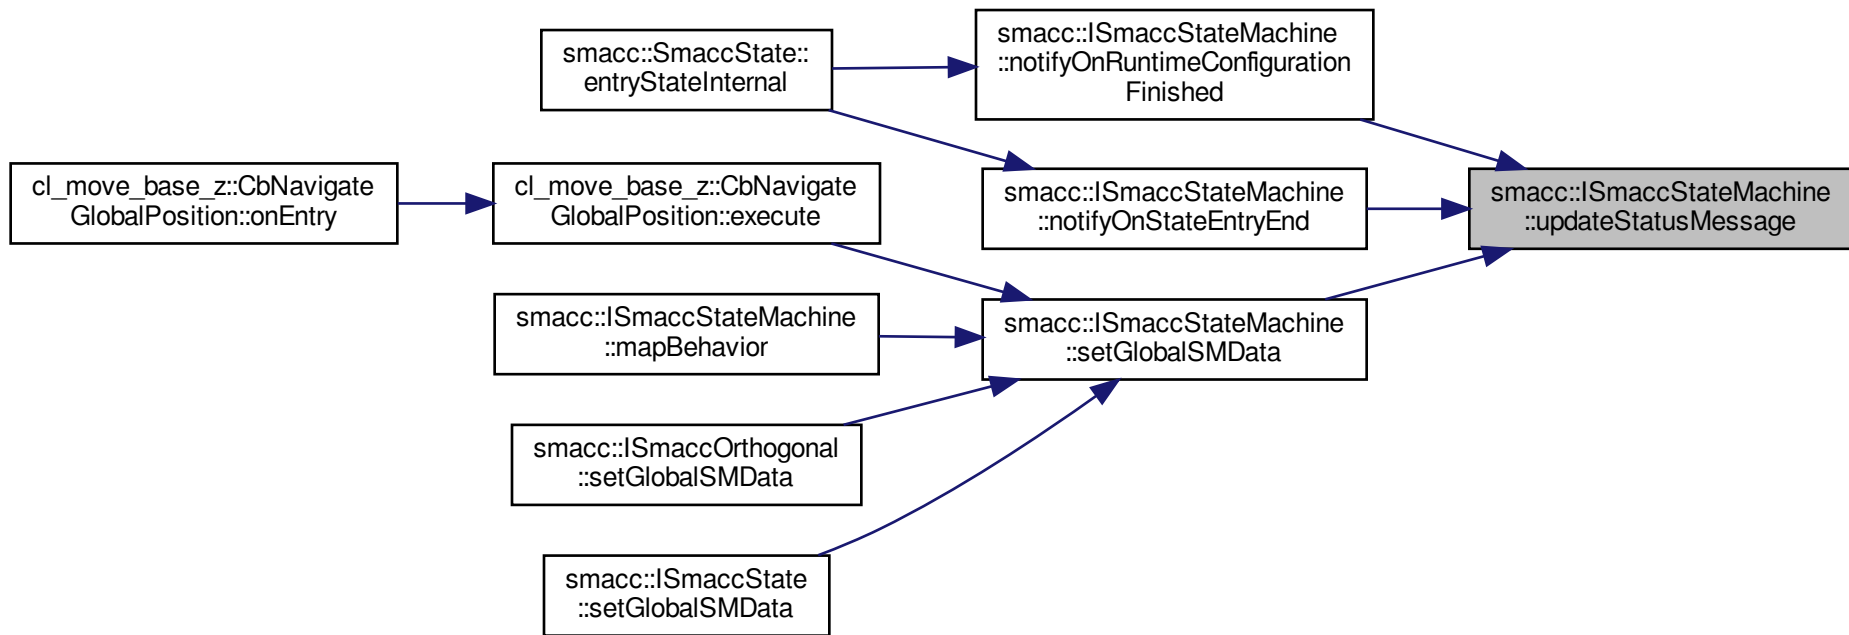 smacc::SmaccState::
entryStateInternal
smacc::ISmaccStateMachine
::notifyOnRuntimeConfiguration
Finished
cl_move_base_z::CbNavigate
GlobalPosition::onEntry
cl_move_base_z::CbNavigate
GlobalPosition::execute
smacc::ISmaccStateMachine
::notifyOnStateEntryEnd
smacc::ISmaccStateMachine
::updateStatusMessage
smacc::ISmaccStateMachine
::mapBehavior
smacc::ISmaccStateMachine
::setGlobalSMData
smacc::ISmaccOrthogonal
::setGlobalSMData
smacc::ISmaccState
::setGlobalSMData